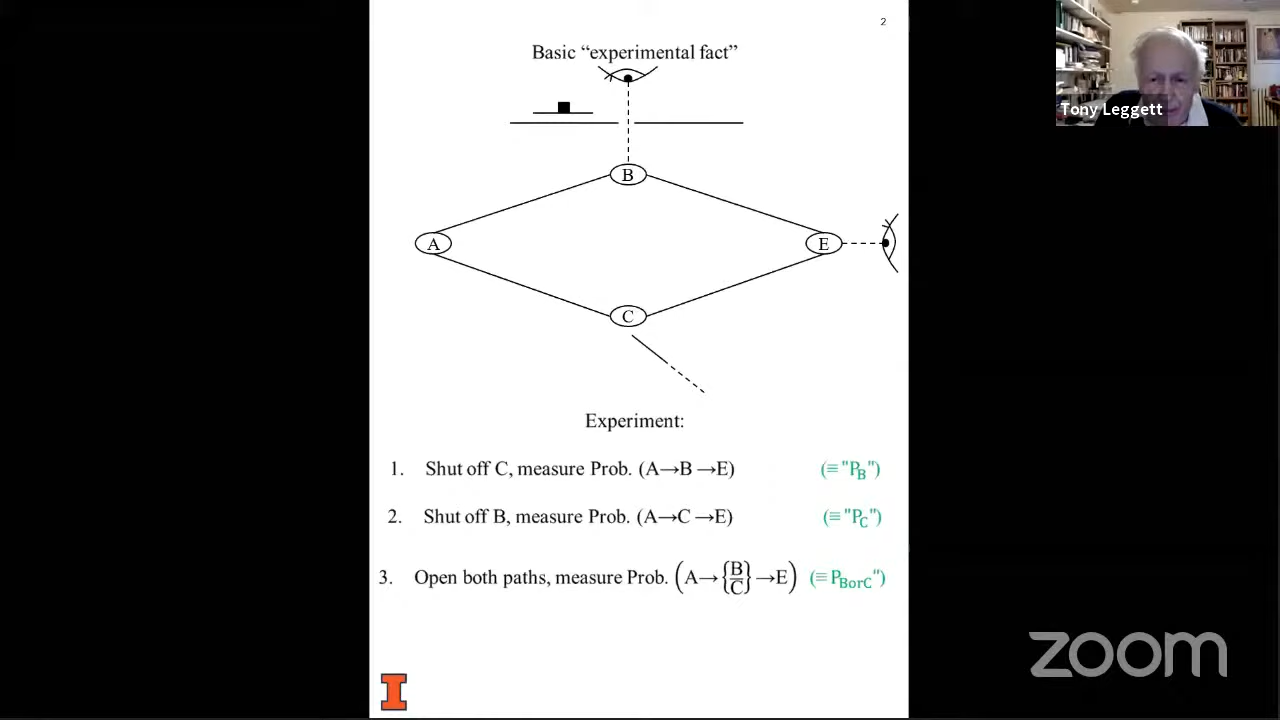 2
Tony Leggett
Basic “experimental fact”
B
A
E
C
Experiment:
1. Shut off C, measure Prob. (A→B →E) (≡ "P_B")
2. Shut off B, measure Prob. (A→C →E) (≡ "P_C")
3. Open both paths, measure Prob. (A→{B/C}→E) (≡ P_BorC")
I
zoom